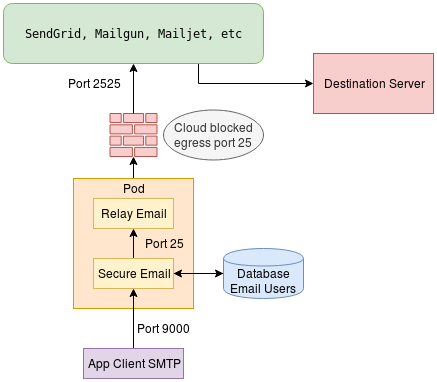 SendGrid, Mailgun, Mailjet, etc
Port 2525
Destination Server
Cloud blocked
egress port 25
Pod
Relay Email
Port 25
Secure Email
Database
Email Users
Port 9000
App Client SMTP